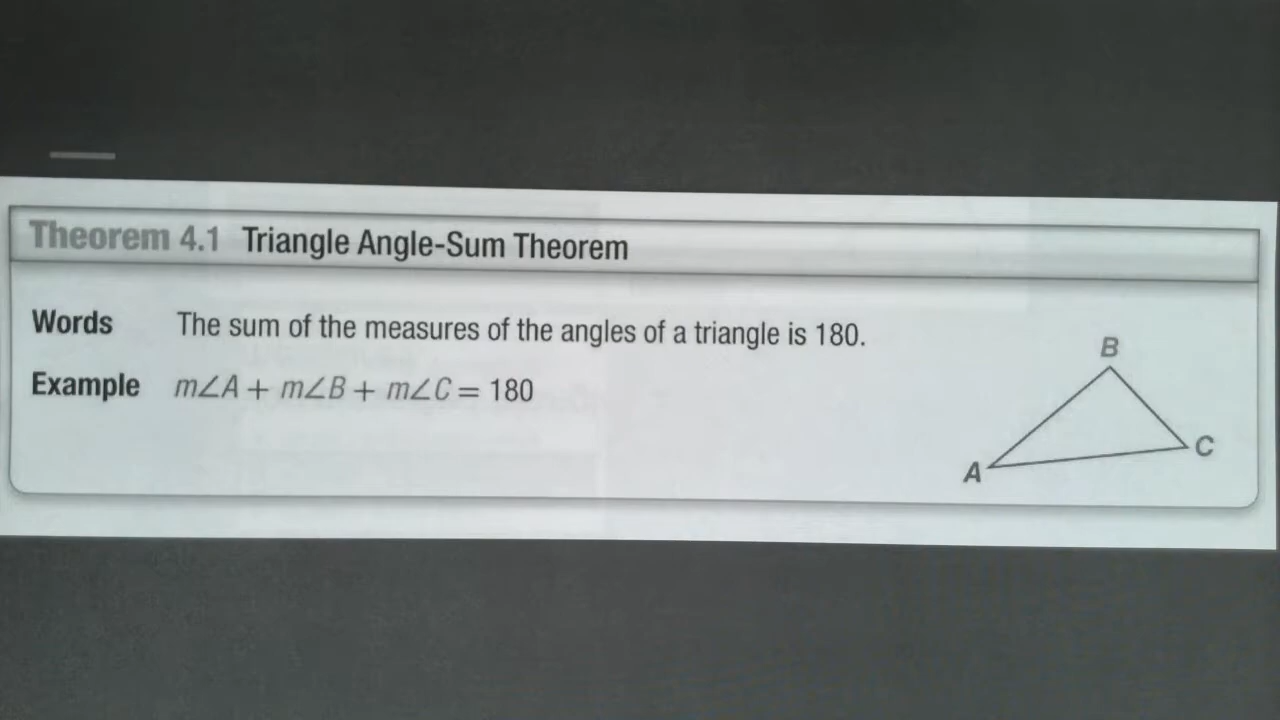 Theorem 4.1 Triangle Angle-Sum Theorem
Words The sum of the measures of the angles of a triangle is 180.
Example m∠A + m∠B + m∠C = 180
B
C
A